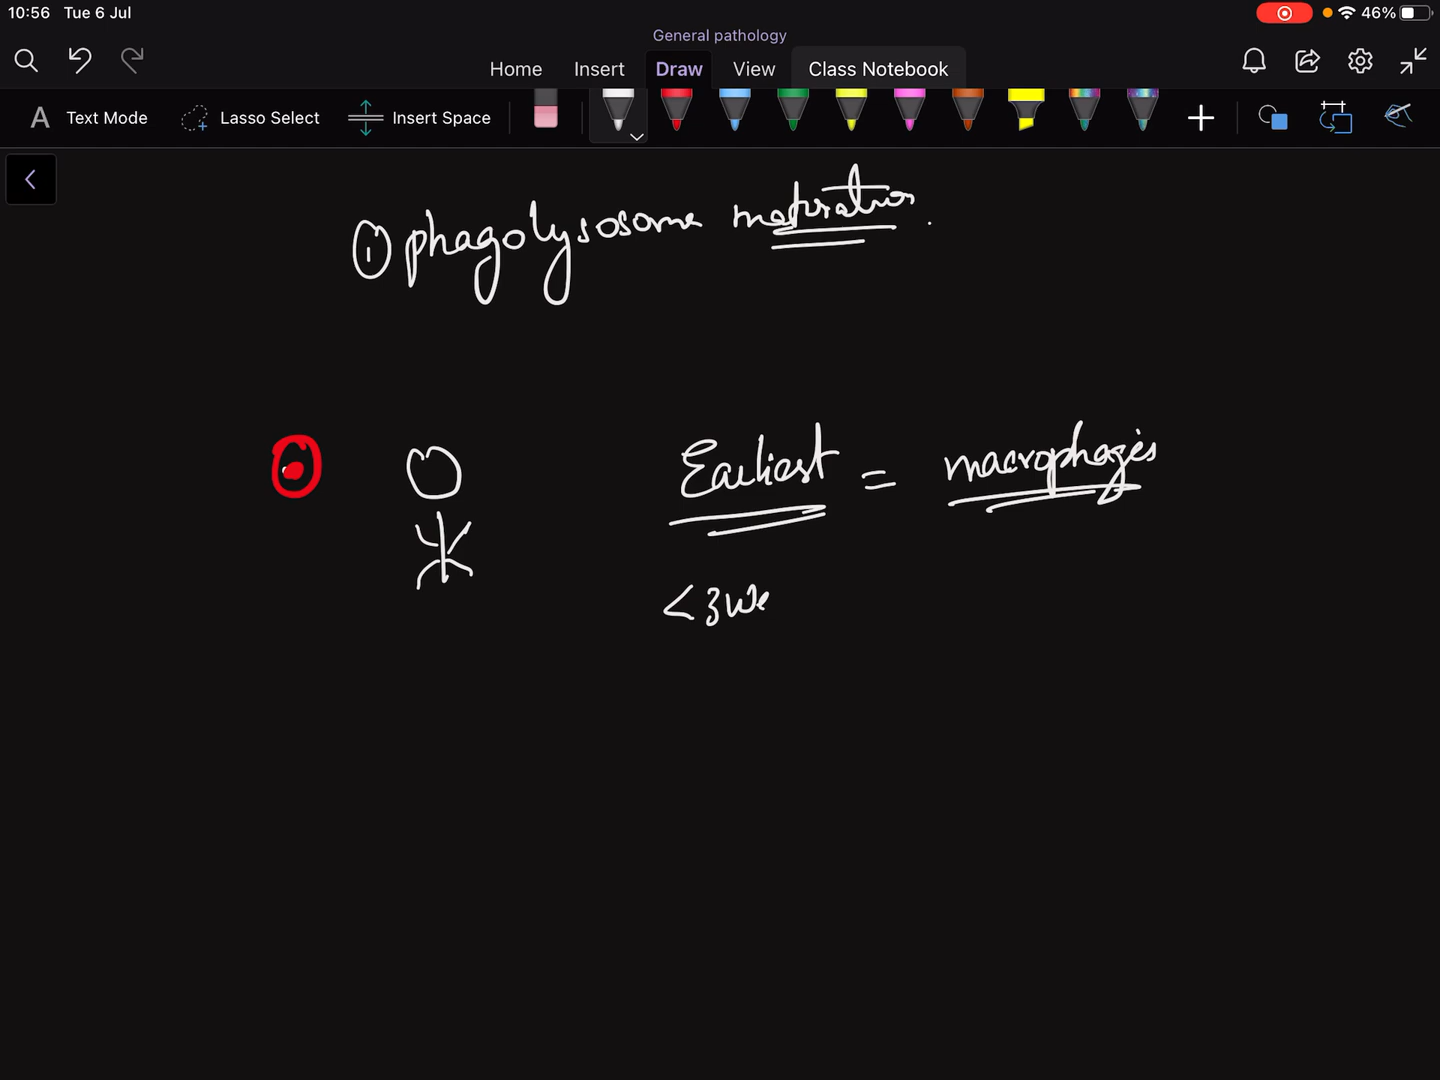 10:56 Tue 6 Jul 46%
General pathology
Home Insert Draw View Class Notebook
A Text Mode Lasso Select Insert Space
① phagolysosome maturation.
Earliest = macrophages
<3We